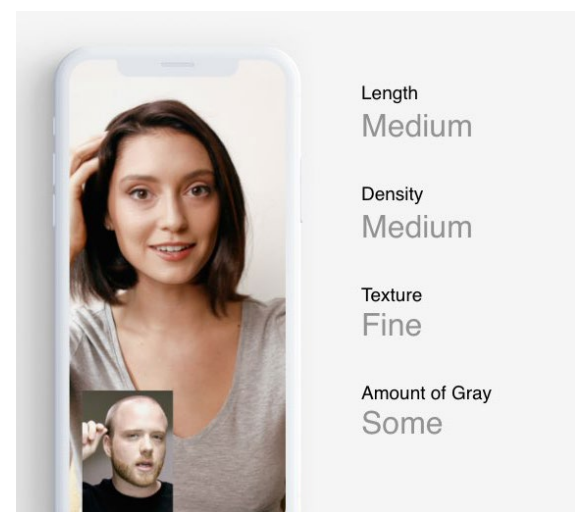 Length
Medium
Density
Medium
Texture
Fine
Amount of Gray
Some